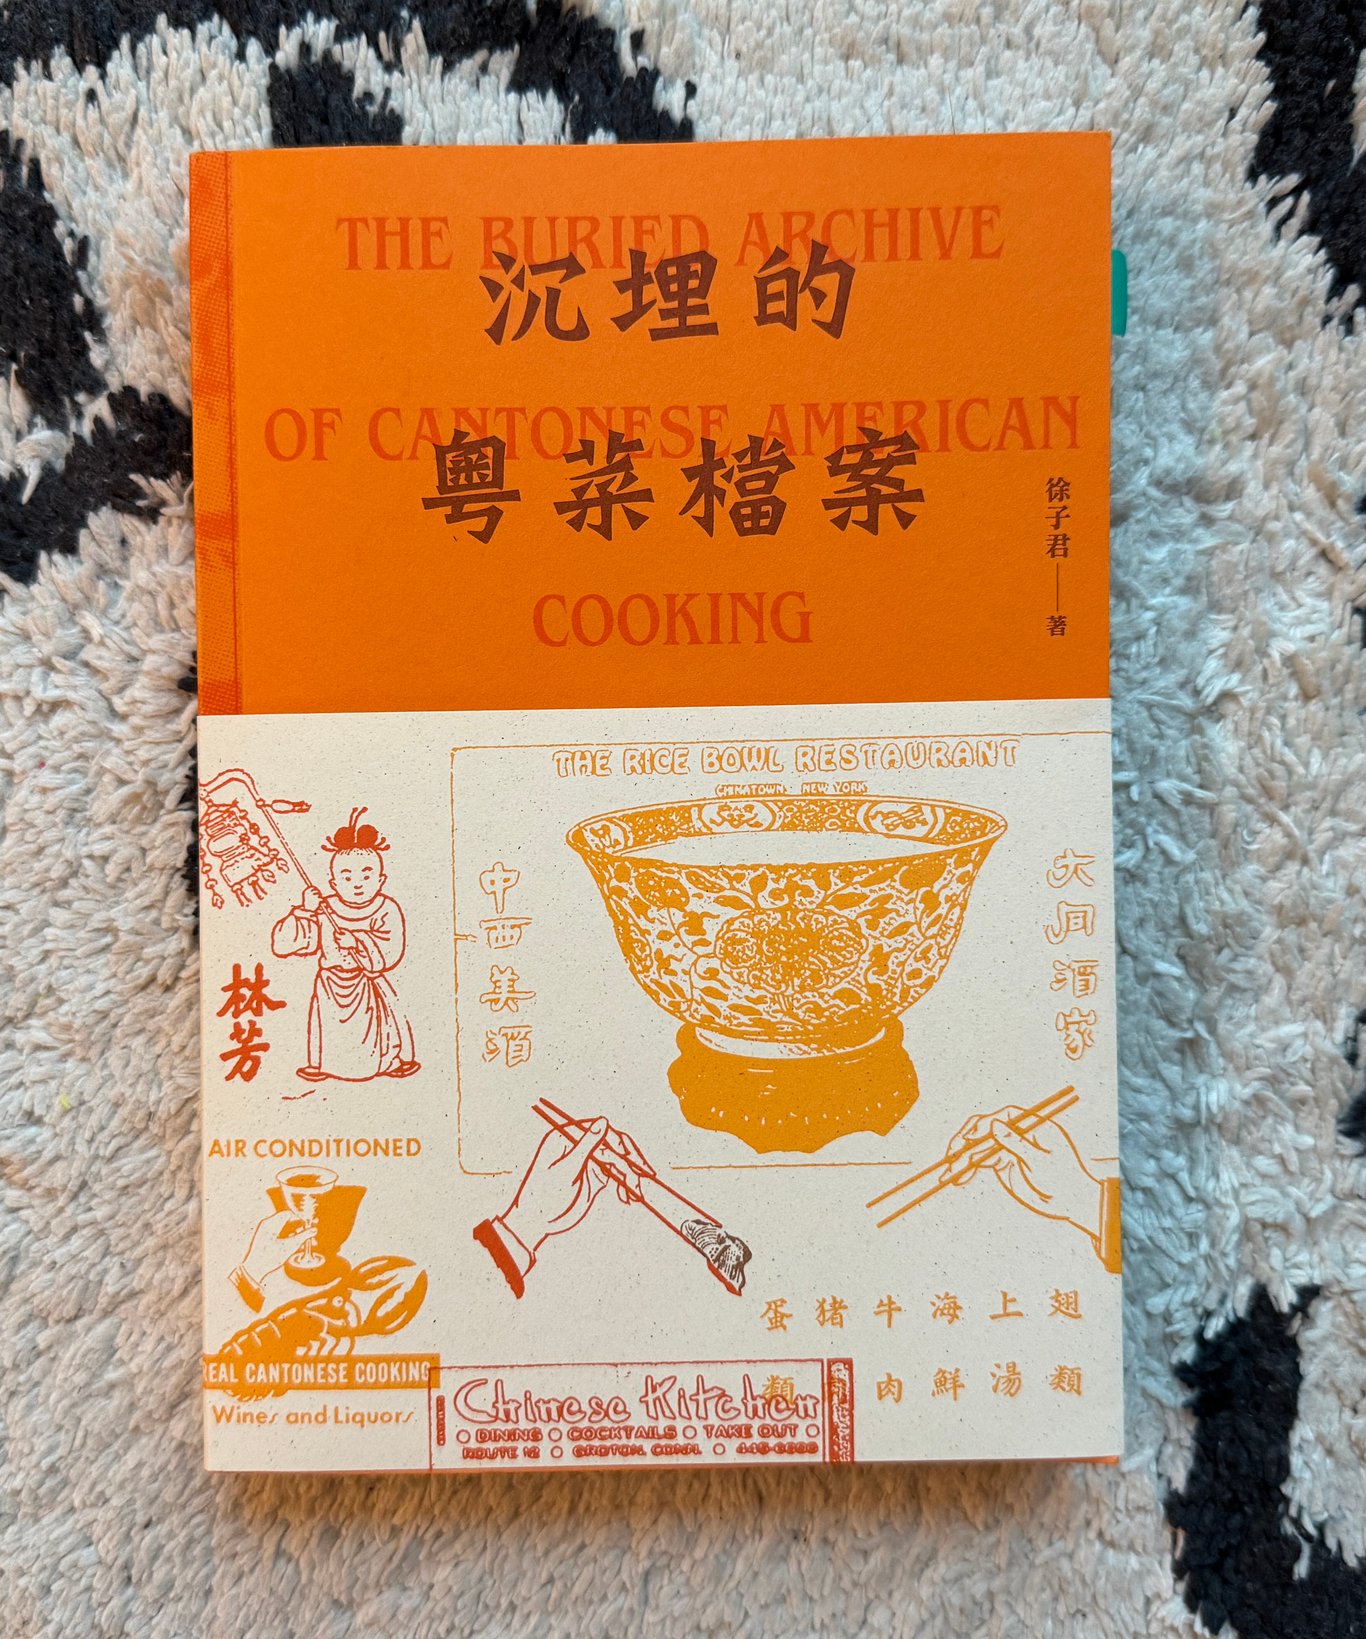 THE BURIED ARCHIVE
沉埋的
OF CANTONESE AMERICAN
粵菜檔案
COOKING
徐子君——著
THE RICE BOWL RESTAURANT
CHINATOWN, NEW YORK
中西美酒
大同酒家
林芳
AIR CONDITIONED
REAL CANTONESE COOKING
Wines and Liquors
翅類
上湯
海鮮
牛肉
猪
蛋類
Chinese Kitchen
• DINING • COCKTAILS • TAKE OUT •
ROUTE 12 • GROTON, CONN. •